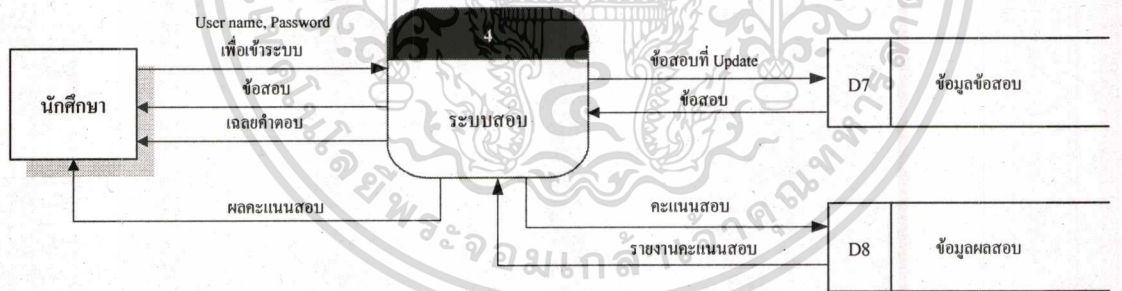 User name, Password
เพื่อเข้าระบบ
ข้อสอบ
เฉลยคำตอบ
นักศึกษา
4
ระบบสอบ
ข้อสอบที่ Update
ข้อสอบ
D7
ข้อมูลข้อสอบ
ผลคะแนนสอบ
คะแนนสอบ
รายงานคะแนนสอบ
D8
ข้อมูลผลสอบ